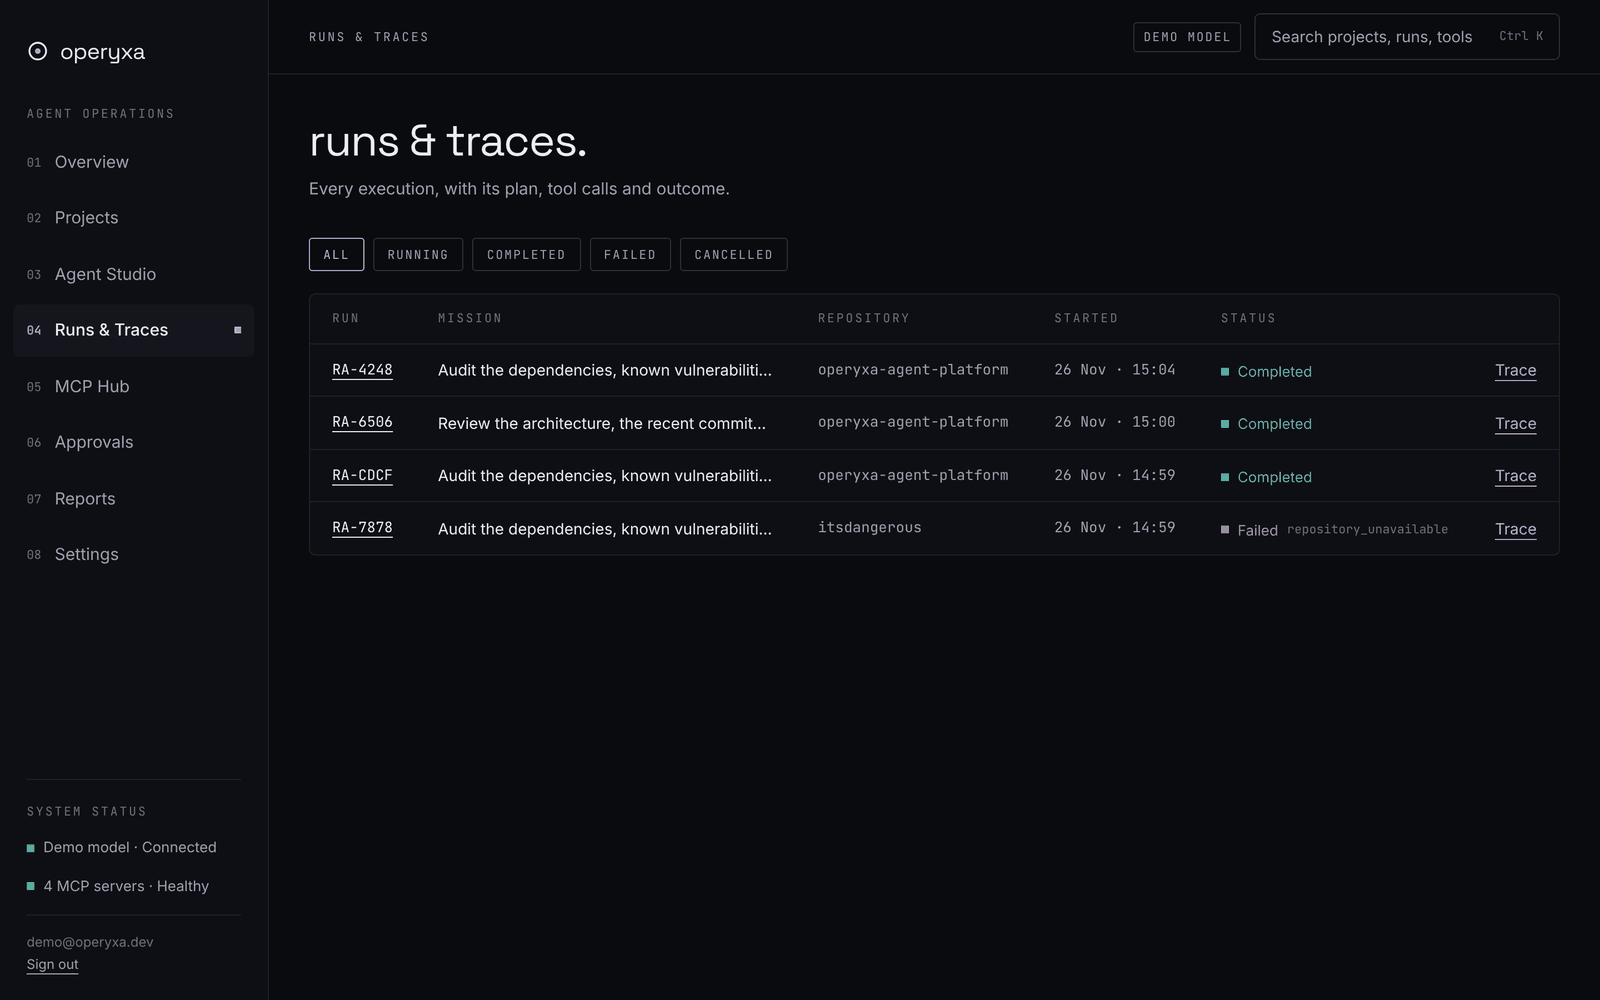 operyxa
AGENT OPERATIONS
01 Overview
02 Projects
03 Agent Studio
04 Runs & Traces
05 MCP Hub
06 Approvals
07 Reports
08 Settings
SYSTEM STATUS
Demo model · Connected
4 MCP servers · Healthy
demo@operyxa.dev
Sign out
RUNS & TRACES
DEMO MODEL
Search projects, runs, tools Ctrl K
runs & traces.
Every execution, with its plan, tool calls and outcome.
ALL RUNNING COMPLETED FAILED CANCELLED
RUN MISSION REPOSITORY STARTED STATUS
RA-4248 Audit the dependencies, known vulnerabiliti... operyxa-agent-platform 26 Nov · 15:04 Completed Trace
RA-6506 Review the architecture, the recent commit... operyxa-agent-platform 26 Nov · 15:00 Completed Trace
RA-CDCF Audit the dependencies, known vulnerabiliti... operyxa-agent-platform 26 Nov · 14:59 Completed Trace
RA-7878 Audit the dependencies, known vulnerabiliti... itsdangerous 26 Nov · 14:59 Failed repository_unavailable Trace